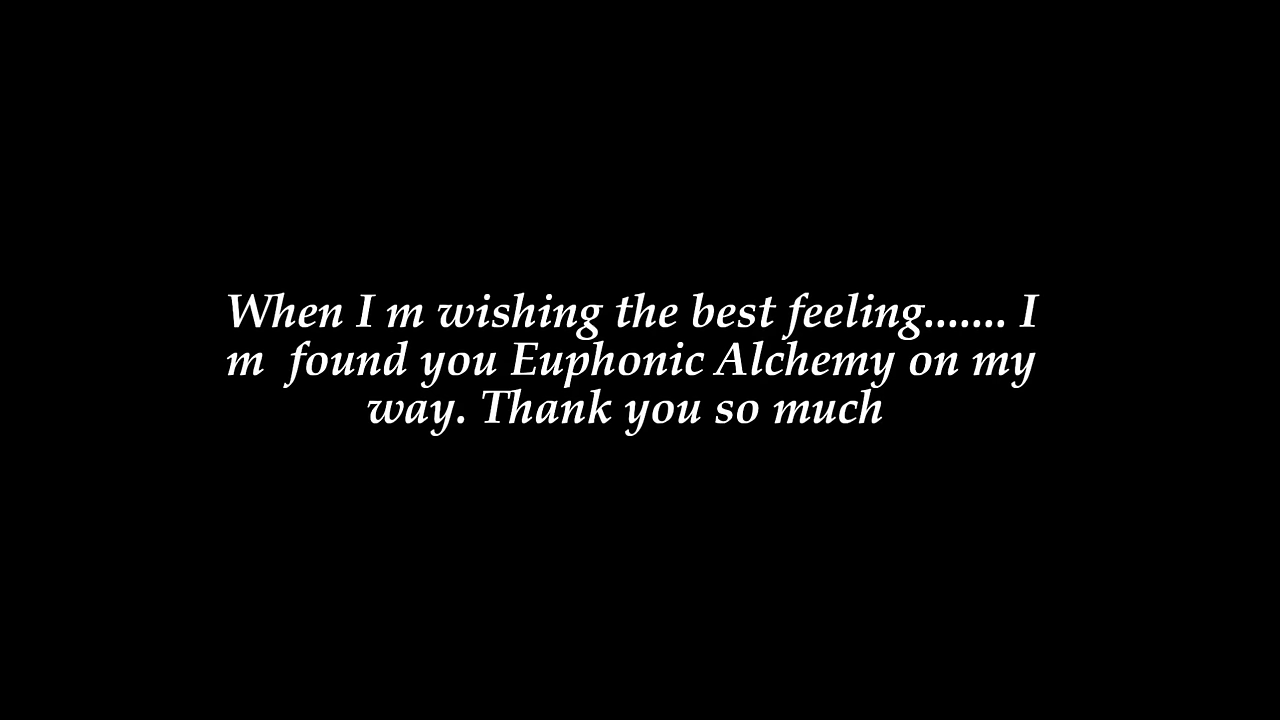 When I m wishing the best feeling....... I
m  found you Euphonic Alchemy on my
way. Thank you so much